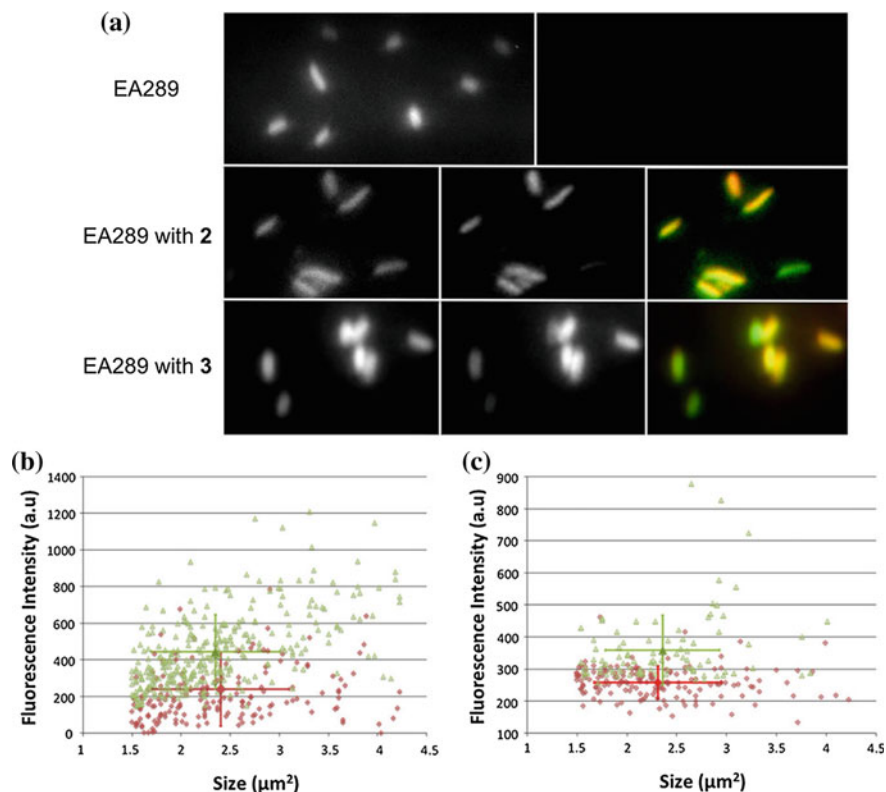 (a)
EA289
EA289 with 2
EA289 with 3
(b)
1400
1200
1000
800
600
400
200
0
1 1.5 2 2.5 3 3.5 4 4.5
Fluorescence Intensity (a.u)
Size (µm²)
(c)
900
800
700
600
500
400
300
200
100
1 1.5 2 2.5 3 3.5 4 4.5
Fluorescence Intensity (a.u)
Size (µm²)